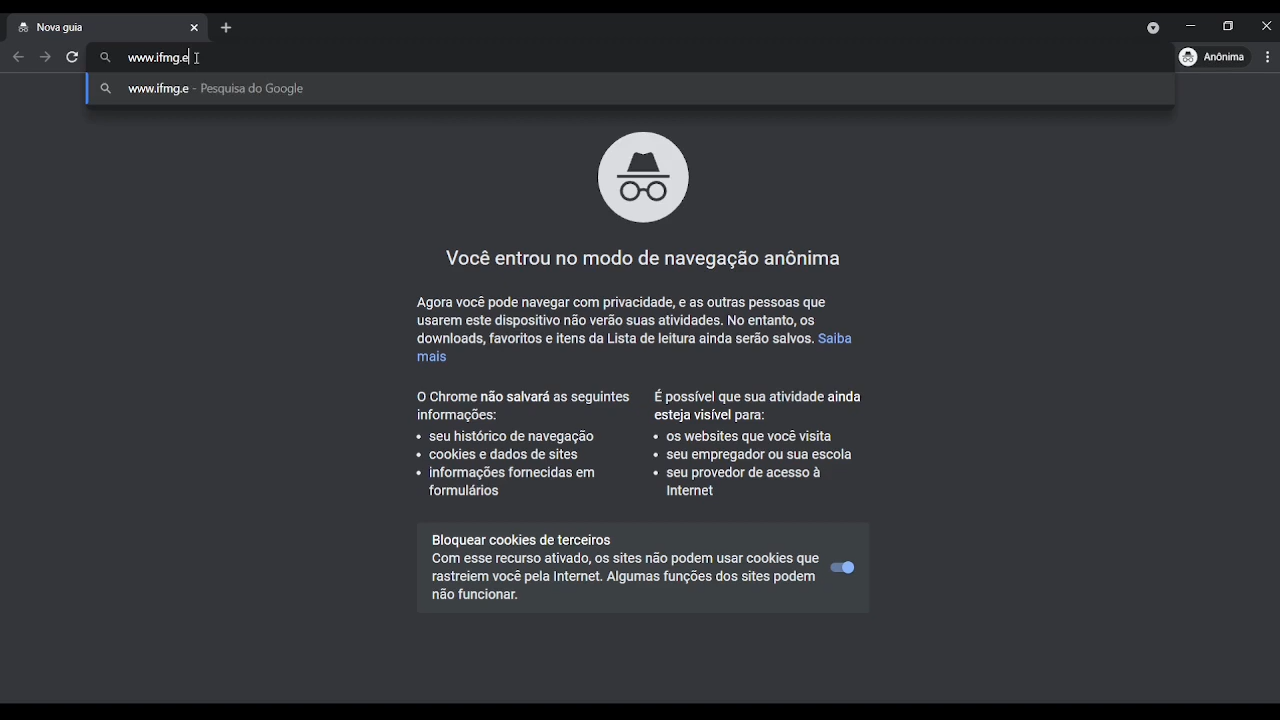 Nova guia
www.ifmg.e
Anônima
www.ifmg.e - Pesquisa do Google
Você entrou no modo de navegação anônima
Agora você pode navegar com privacidade, e as outras pessoas que
usarem este dispositivo não verão suas atividades. No entanto, os
downloads, favoritos e itens da Lista de leitura ainda serão salvos. Saiba
mais
O Chrome não salvará as seguintes
informações:
• seu histórico de navegação
• cookies e dados de sites
• informações fornecidas em
formulários
É possível que sua atividade ainda
esteja visível para:
• os websites que você visita
• seu empregador ou sua escola
• seu provedor de acesso à
Internet
Bloquear cookies de terceiros
Com esse recurso ativado, os sites não podem usar cookies que
rastreiem você pela Internet. Algumas funções dos sites podem
não funcionar.